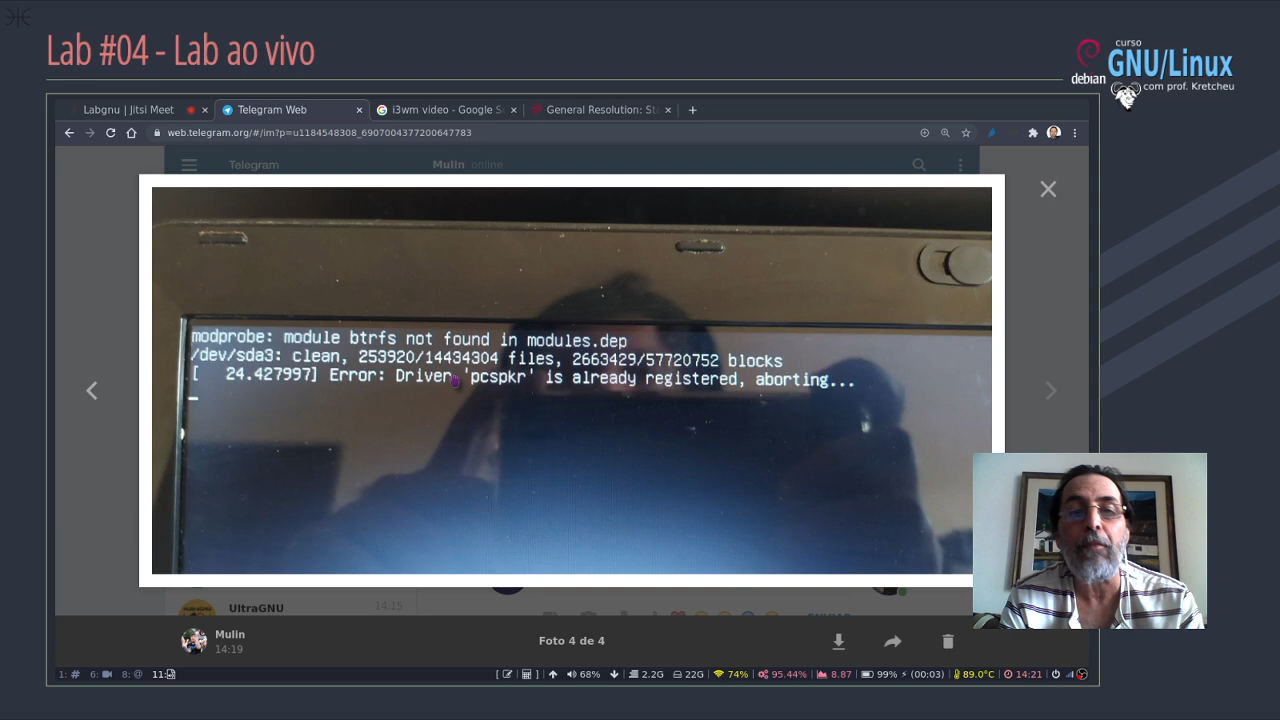 Lab #04 - Lab ao vivo
curso
GNU/Linux
debian
com prof. Kretcheu
Labgnu | Jitsi Meet
Telegram Web
i3wm video - Google S
General Resolution: St
web.telegram.org/#/im?p=u1184548308_6907004377200647783
Telegram
Mulin online
modprobe: module btrfs not found in modules.dep
/dev/sda3: clean, 253920/14434304 files, 2663429/57720752 blocks
[ 24.427997] Error: Driver 'pcspkr' is already registered, aborting...
UltraGNU
14:15
Mulin
14:19
Foto 4 de 4
1: # 6: 8: @ 11: [ ] 68% 2.2G 22G 74% 95.44% 8.87 99% (00:03) 89.0°C 14:21